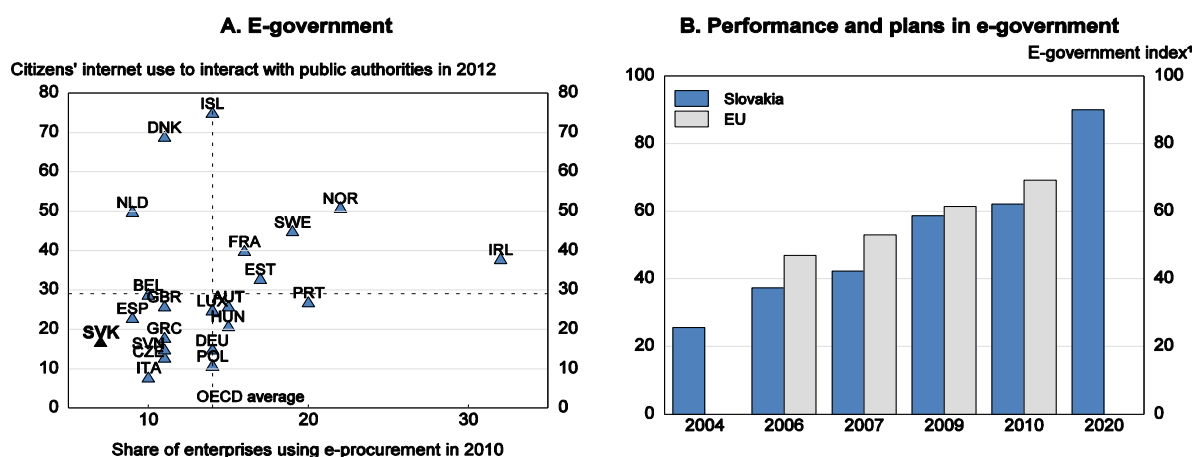 A. E-government
Citizens' internet use to interact with public authorities in 2012
80 80
ISL
70 DNK 70
60 60
NLD NOR
50 50
SWE
FRA
40 IRL 40
EST
30 BEL 30
GBR LUX AUT PRT
ESP HUN
20 SVK GRC 20
SVN DEU
CZE POL
10 ITA 10
OECD average
0 0
10 20 30
Share of enterprises using e-procurement in 2010
B. Performance and plans in e-government
E-government index¹
100 100
Slovakia
EU
80 80
60 60
40 40
20 20
0 0
2004 2006 2007 2009 2010 2020